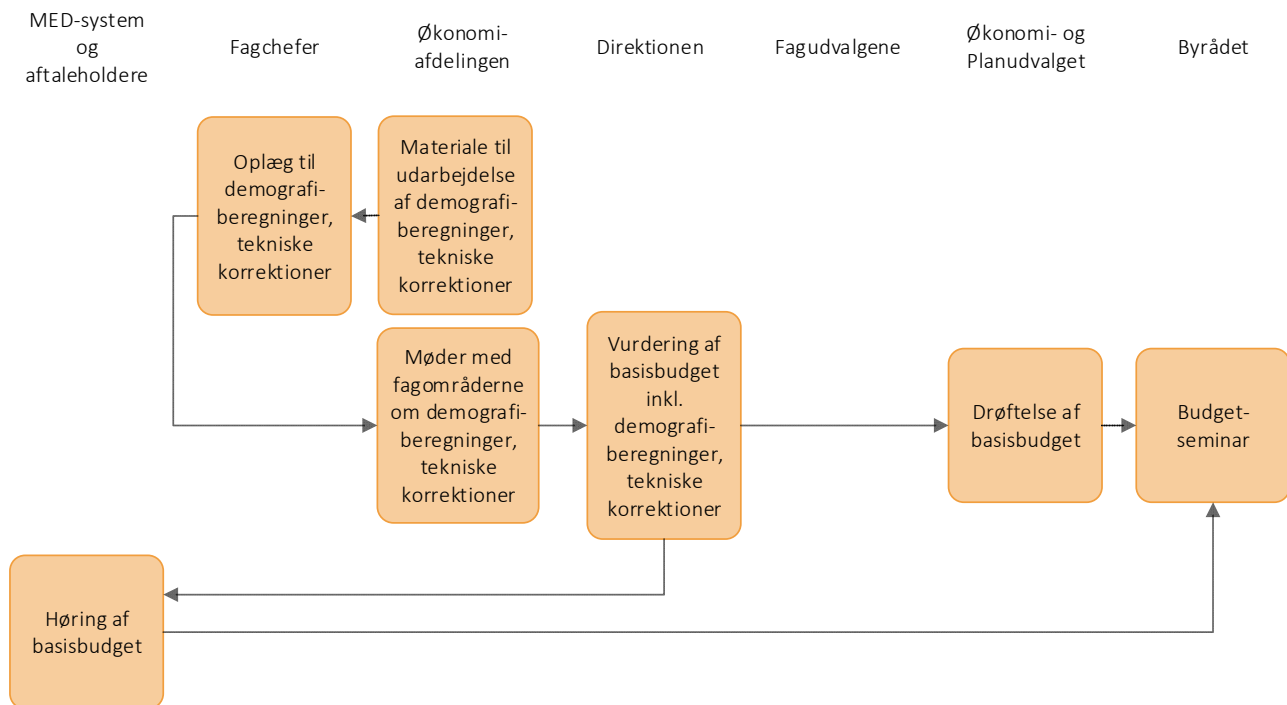 MED-system
og
aftaleholdere
Fagchefer
Økonomi-
afdelingen
Direktionen
Fagudvalgene
Økonomi- og
Planudvalget
Byrådet
Oplæg til
demografi-
beregninger,
tekniske
korrektioner
Materiale til
udarbejdelse
af demografi-
beregninger,
tekniske
korrektioner
Møder med
fagområderne
om demografi-
beregninger,
tekniske
korrektioner
Vurdering af
basisbudget
inkl.
demografi-
beregninger,
tekniske
korrektioner
Drøftelse af
basisbudget
Budget-
seminar
Høring af
basisbudget